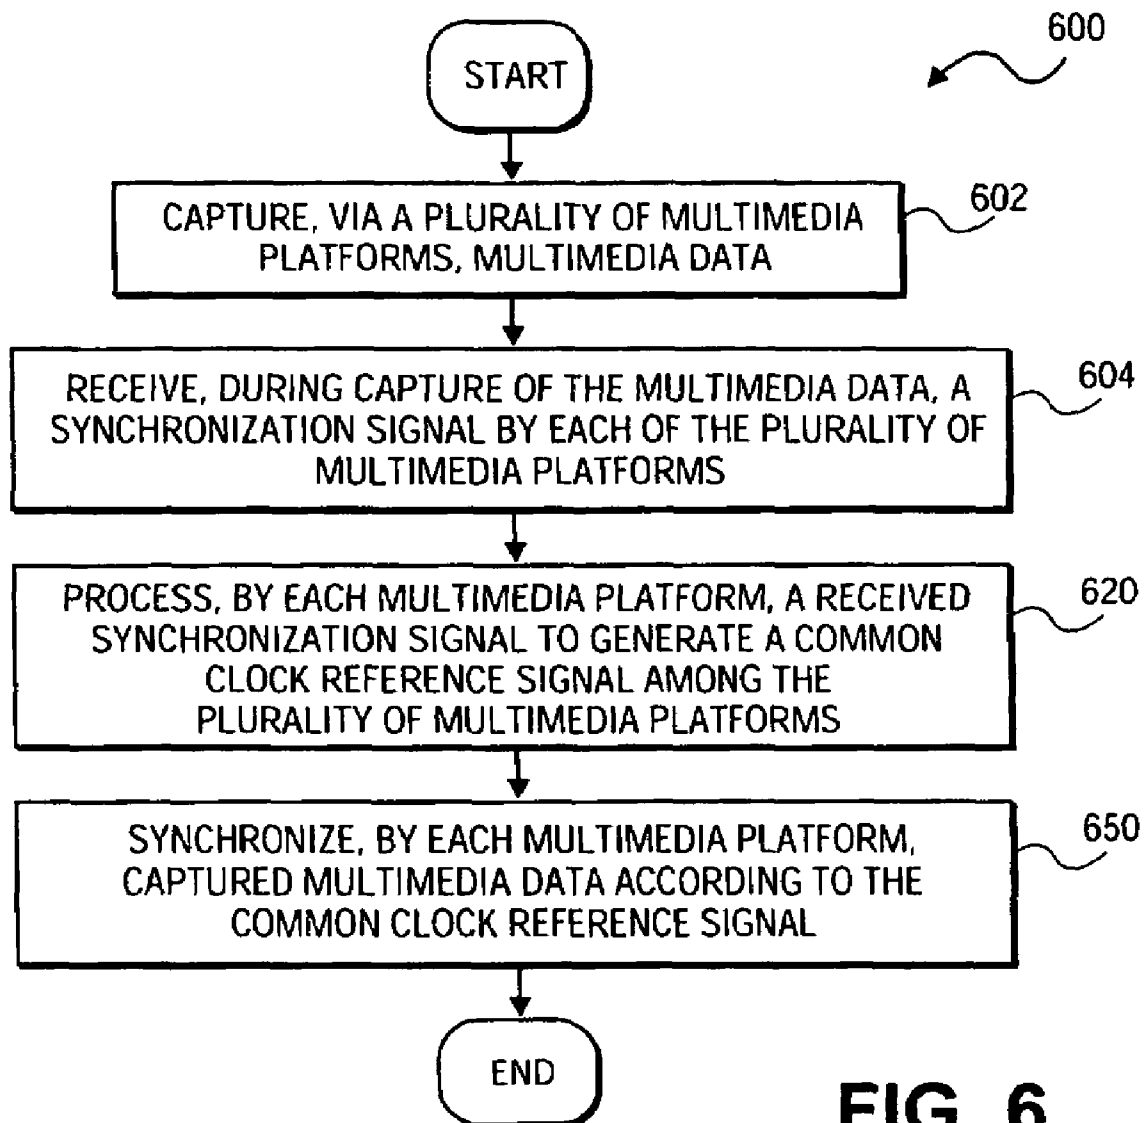 600
START
CAPTURE, VIA A PLURALITY OF MULTIMEDIA
PLATFORMS, MULTIMEDIA DATA
602
RECEIVE, DURING CAPTURE OF THE MULTIMEDIA DATA, A
SYNCHRONIZATION SIGNAL BY EACH OF THE PLURALITY OF
MULTIMEDIA PLATFORMS
604
PROCESS, BY EACH MULTIMEDIA PLATFORM, A RECEIVED
SYNCHRONIZATION SIGNAL TO GENERATE A COMMON
CLOCK REFERENCE SIGNAL AMONG THE
PLURALITY OF MULTIMEDIA PLATFORMS
620
SYNCHRONIZE, BY EACH MULTIMEDIA PLATFORM,
CAPTURED MULTIMEDIA DATA ACCORDING TO THE
COMMON CLOCK REFERENCE SIGNAL
650
END
FIG. 6